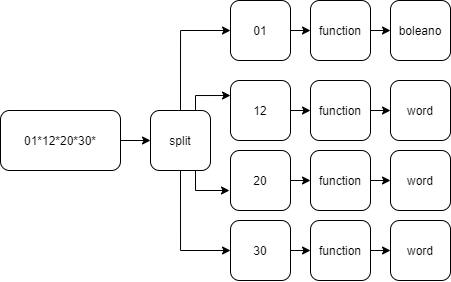 01*12*20*30*
split
01
function
boleano
12
function
word
20
function
word
30
function
word